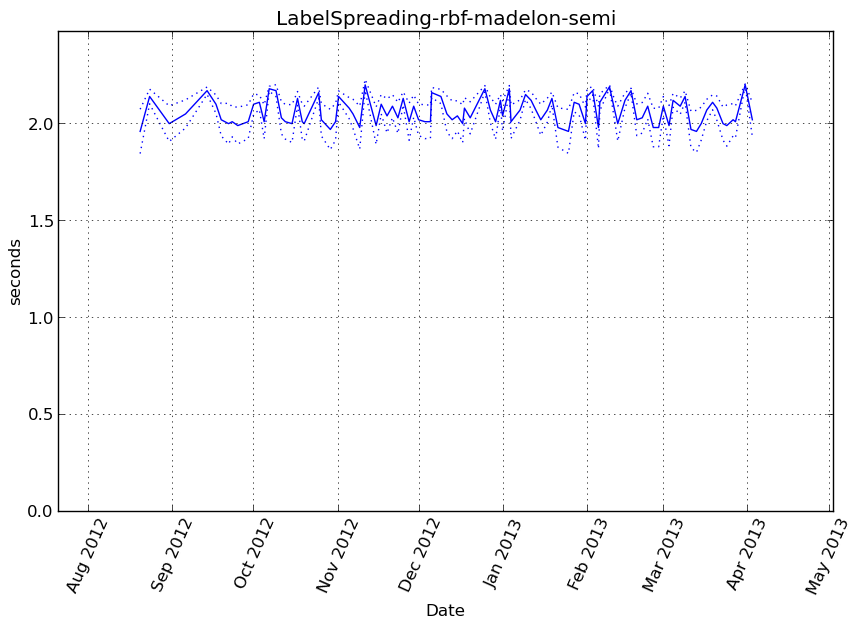 LabelSpreading-rbf-madelon-semi
2.0
1.5
1.0
0.5
0.0
seconds
Aug 2012
Sep 2012
Oct 2012
Nov 2012
Dec 2012
Jan 2013
Feb 2013
Mar 2013
Apr 2013
May 2013
Date